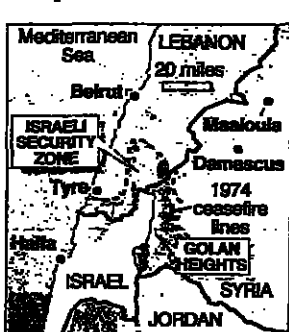 Mediterranean
Sea
LEBANON
20 miles
Beirut
ISRAELI
SECURITY
ZONE
Maaloula
Damascus
Tyre
1974
ceasefire
lines
Haifa
GOLAN
HEIGHTS
ISRAEL
SYRIA
JORDAN